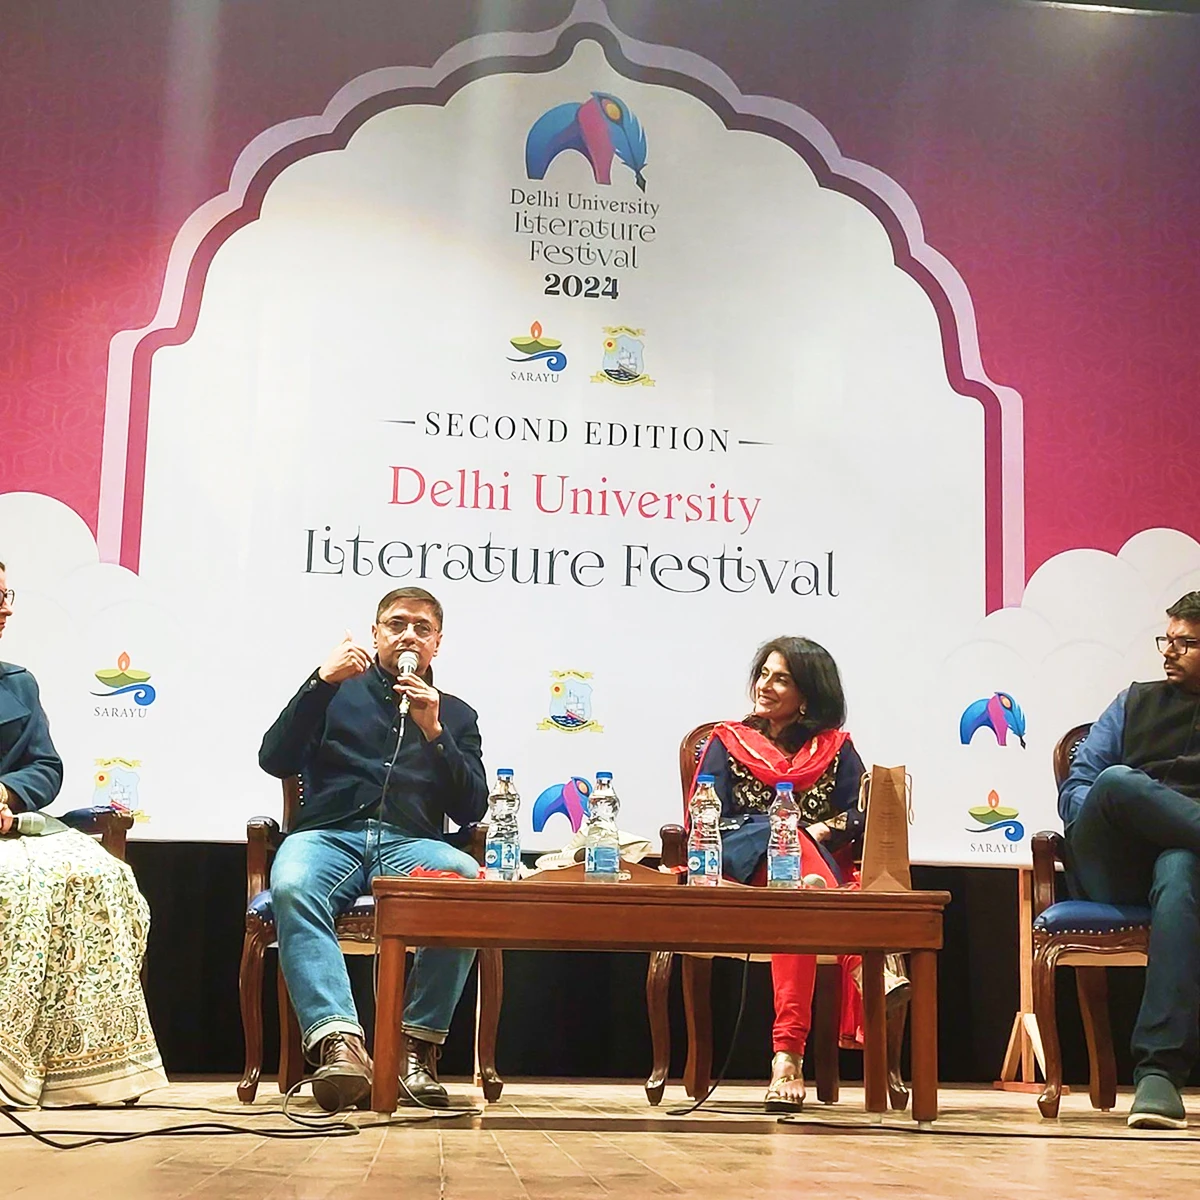 Delhi University
Literature
Festival
2024
SARAYU
SECOND EDITION
Delhi University
Literature Festival
SARAYU
SARAYU